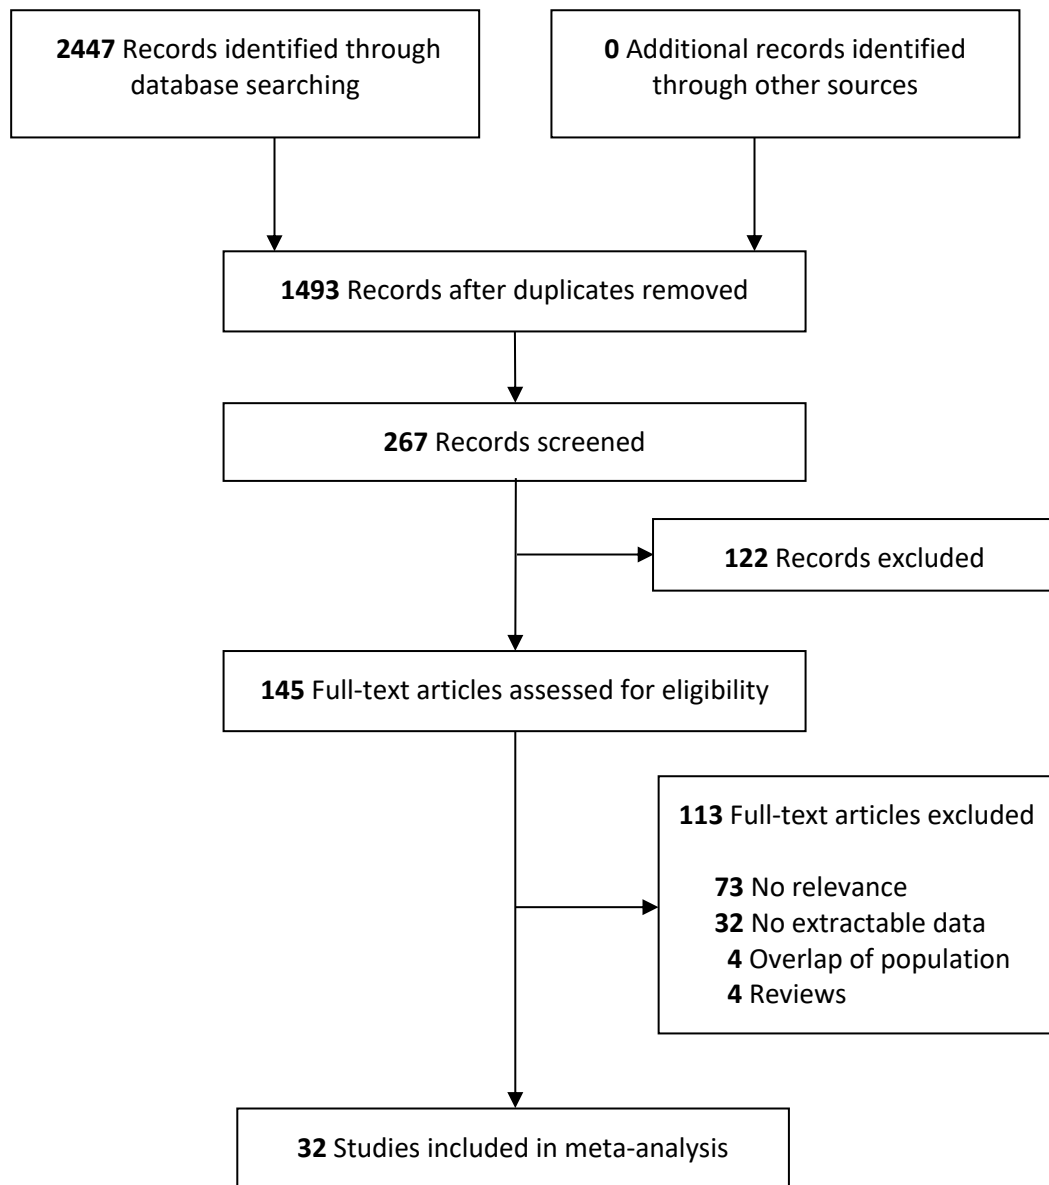 2447 Records identified through
database searching
0 Additional records identified
through other sources
1493 Records after duplicates removed
267 Records screened
122 Records excluded
145 Full-text articles assessed for eligibility
113 Full-text articles excluded
73 No relevance
32 No extractable data
4 Overlap of population
4 Reviews
32 Studies included in meta-analysis